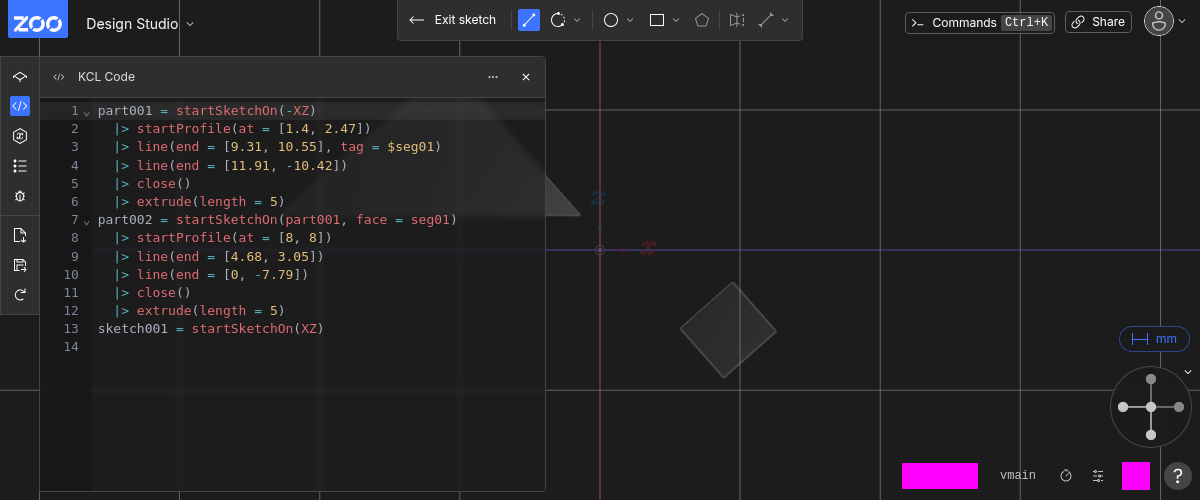 ZOO Design Studio
Exit sketch
Commands Ctrl+K
Share
KCL Code
1 part001 = startSketchOn(-XZ)
2 |> startProfile(at = [1.4, 2.47])
3 |> line(end = [9.31, 10.55], tag = $seg01)
4 |> line(end = [11.91, -10.42])
5 |> close()
6 |> extrude(length = 5)
7 part002 = startSketchOn(part001, face = seg01)
8 |> startProfile(at = [8, 8])
9 |> line(end = [4.68, 3.05])
10 |> line(end = [0, -7.79])
11 |> close()
12 |> extrude(length = 5)
13 sketch001 = startSketchOn(XZ)
14
z
x
mm
vmain
?